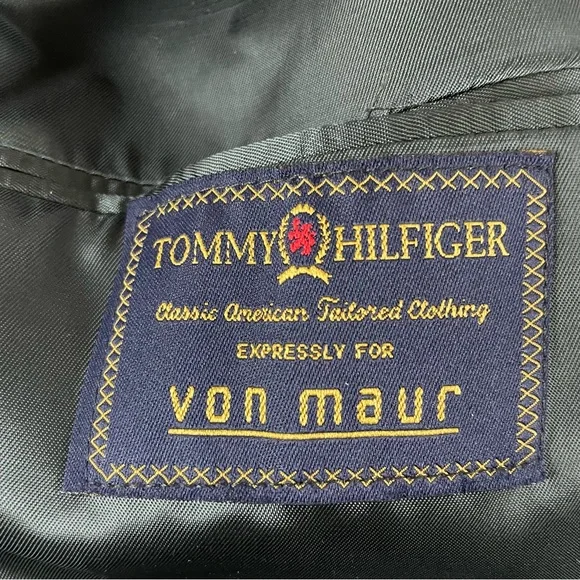 TOMMY HILFIGER
Classic American Tailored Clothing
EXPRESSLY FOR
von maur